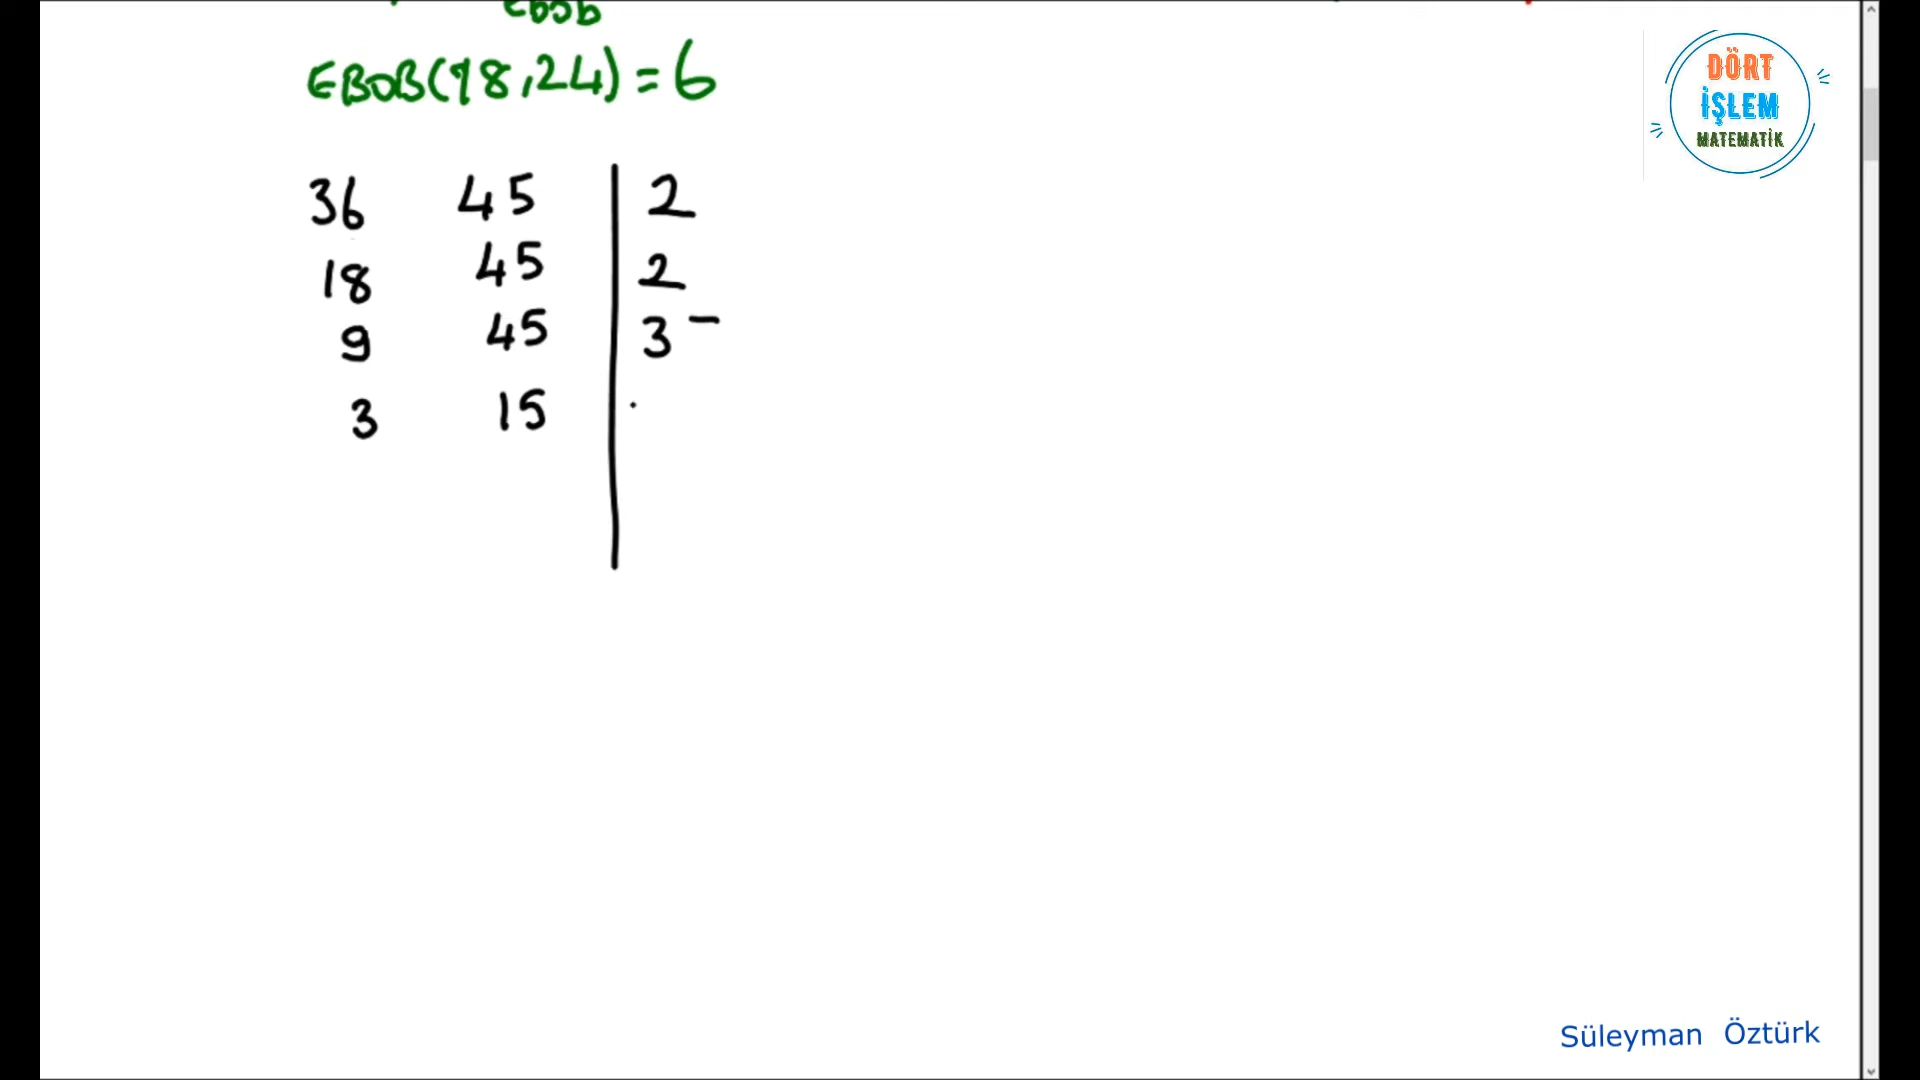 EBOB
EBOB(18,24) = 6
36 45 | 2
18 45 | 2
9 45 | 3 -
3 15 | .
DÖRT
İŞLEM
MATEMATİK
Süleyman Öztürk